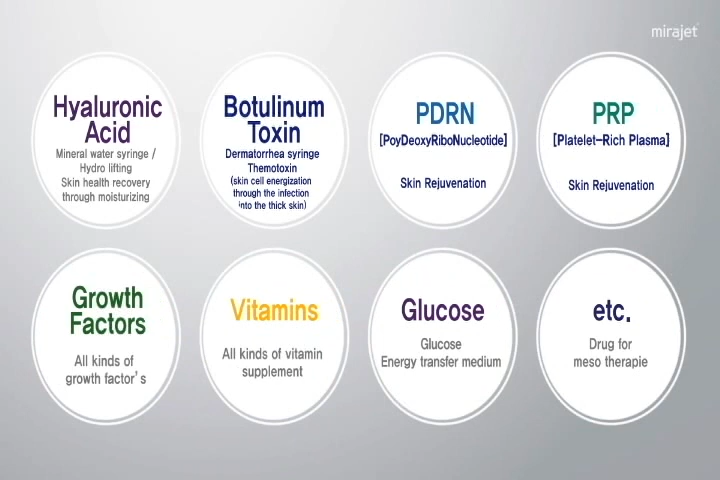 mirajet
Hyaluronic
Acid
Mineral water syringe /
Hydro lifting
Skin health recovery
through moisturizing
Botulinum
Toxin
Dermatorrhea syringe
Themotoxin
(skin cell energization
through the infection
into the thick skin)
PDRN
[PoyDeoxyRiboNucleotide]
Skin Rejuvenation
PRP
[Platelet-Rich Plasma]
Skin Rejuvenation
Growth
Factors
All kinds of
growth factor's
Vitamins
All kinds of vitamin
supplement
Glucose
Glucose
Energy transfer medium
etc.
Drug for
meso therapie